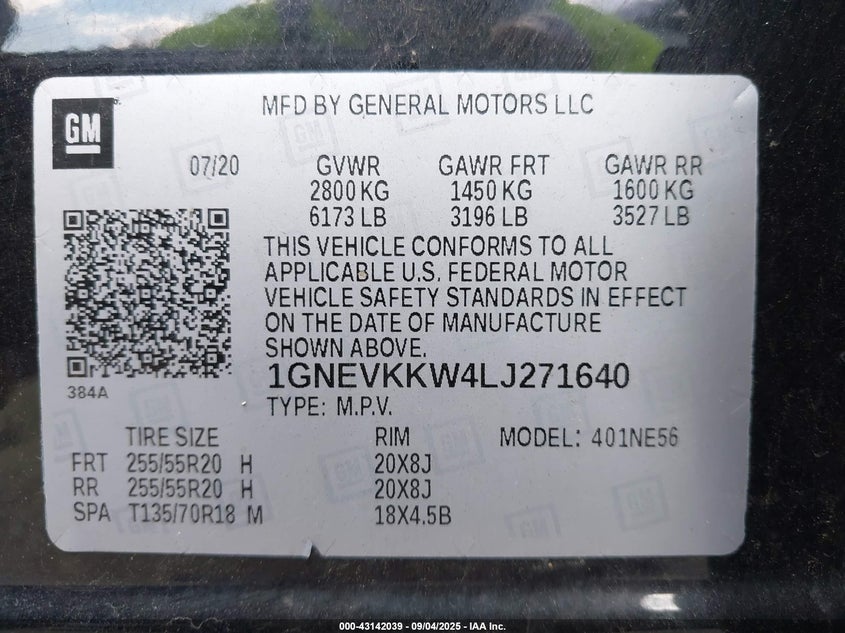 GM
MFD BY GENERAL MOTORS LLC
07/20 GVWR GAWR FRT GAWR RR
2800 KG 1450 KG 1600 KG
6173 LB 3196 LB 3527 LB
THIS VEHICLE CONFORMS TO ALL
APPLICABLE U.S. FEDERAL MOTOR
VEHICLE SAFETY STANDARDS IN EFFECT
ON THE DATE OF MANUFACTURE
SHOWN ABOVE.
384A
1GNEVKKW4LJ271640
TYPE: M.P.V.
TIRE SIZE RIM MODEL: 401NE56
FRT 255/55R20 H 20X8J
RR 255/55R20 H 20X8J
SPA T135/70R18 M 18X4.5B
000-43142039 - 09/04/2025 - IAA Inc.